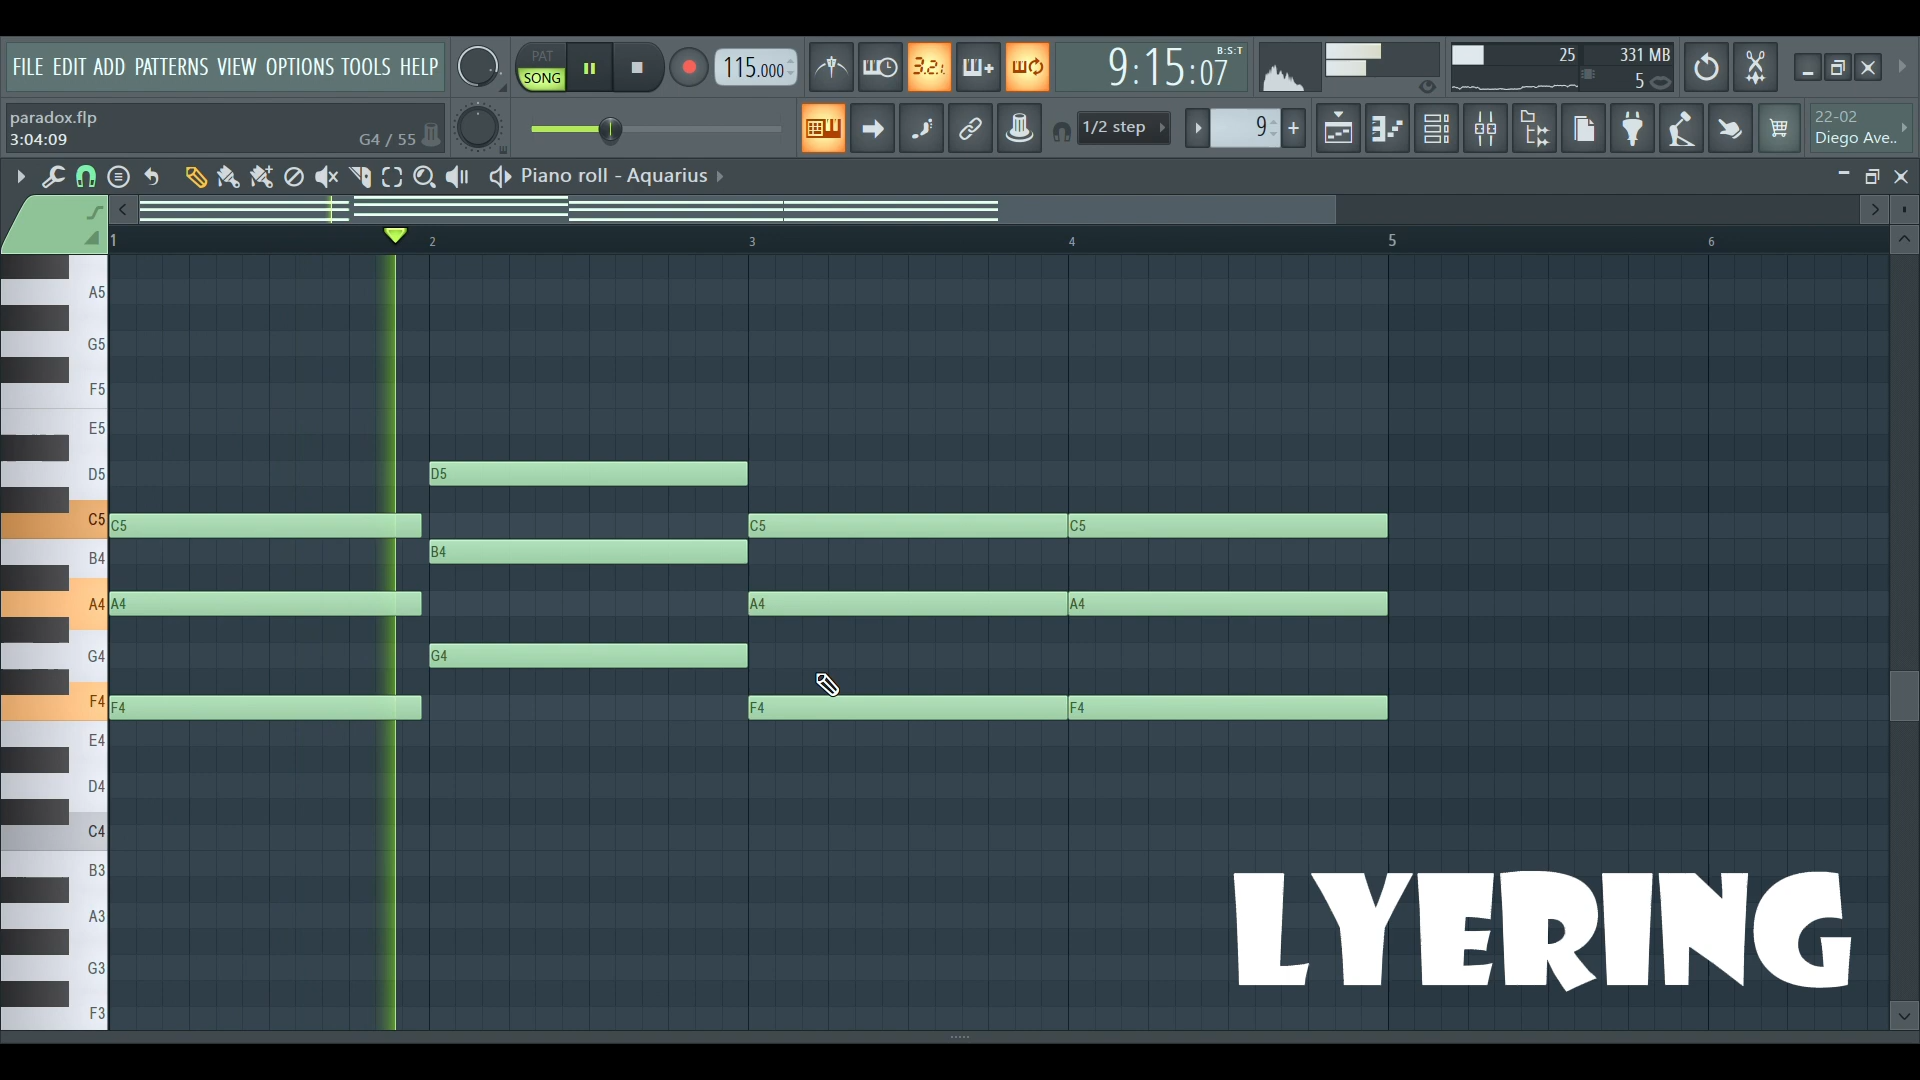 FILE EDIT ADD PATTERNS VIEW OPTIONS TOOLS HELP
PAT
SONG
115.000
3.2.
9:15:07
B:S:T
25
331 MB
5
paradox.flp
3:04:09
G4 / 55
1/2 step
9
22-02
Diego Ave..
Piano roll - Aquarius
1
2
3
4
5
6
A5
G5
F5
E5
D5
C5
B4
A4
G4
F4
E4
D4
C4
B3
A3
G3
F3
D5
C5
C5
C5
B4
A4
A4
A4
G4
F4
F4
F4
LYERING